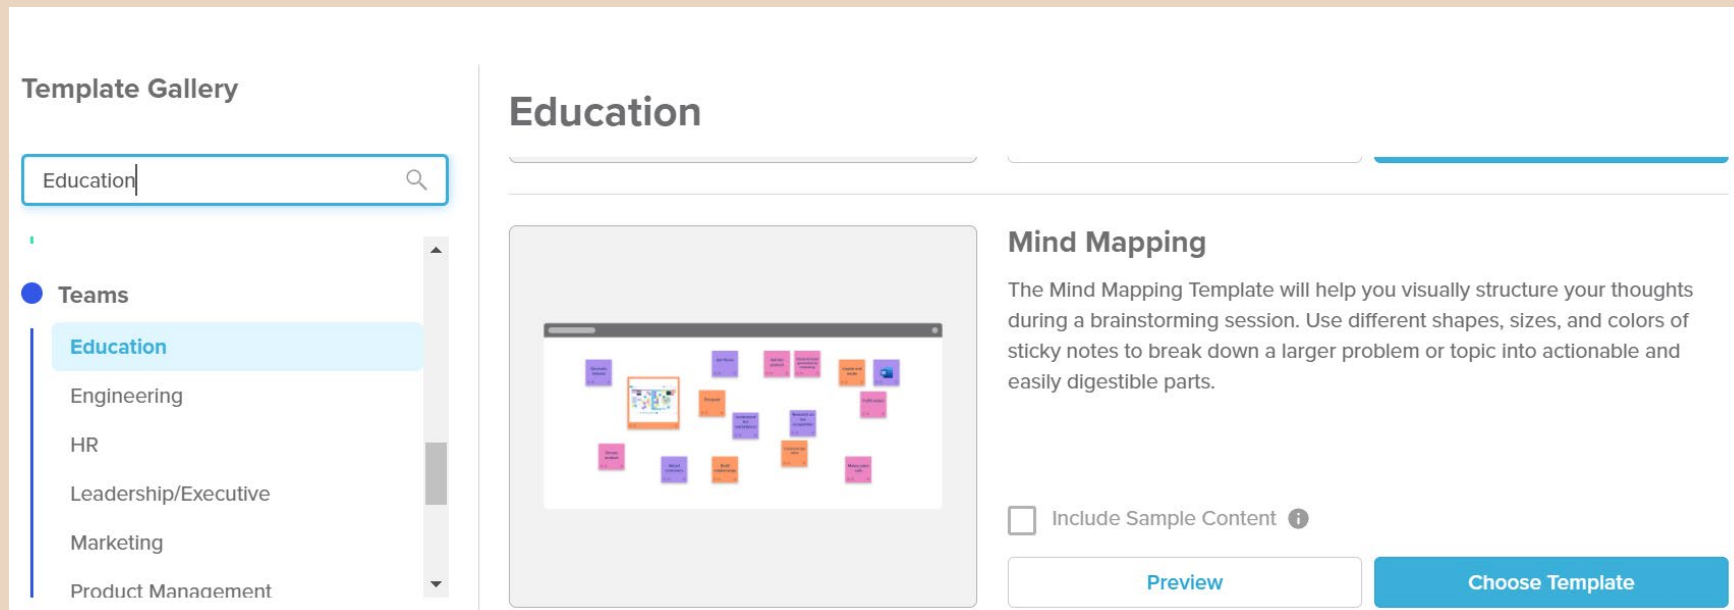 Template Gallery
Education
Teams
Education
Engineering
HR
Leadership/Executive
Marketing
Product Management
Education
Mind Mapping
The Mind Mapping Template will help you visually structure your thoughts
during a brainstorming session. Use different shapes, sizes, and colors of
sticky notes to break down a larger problem or topic into actionable and
easily digestible parts.
Include Sample Content
Preview
Choose Template